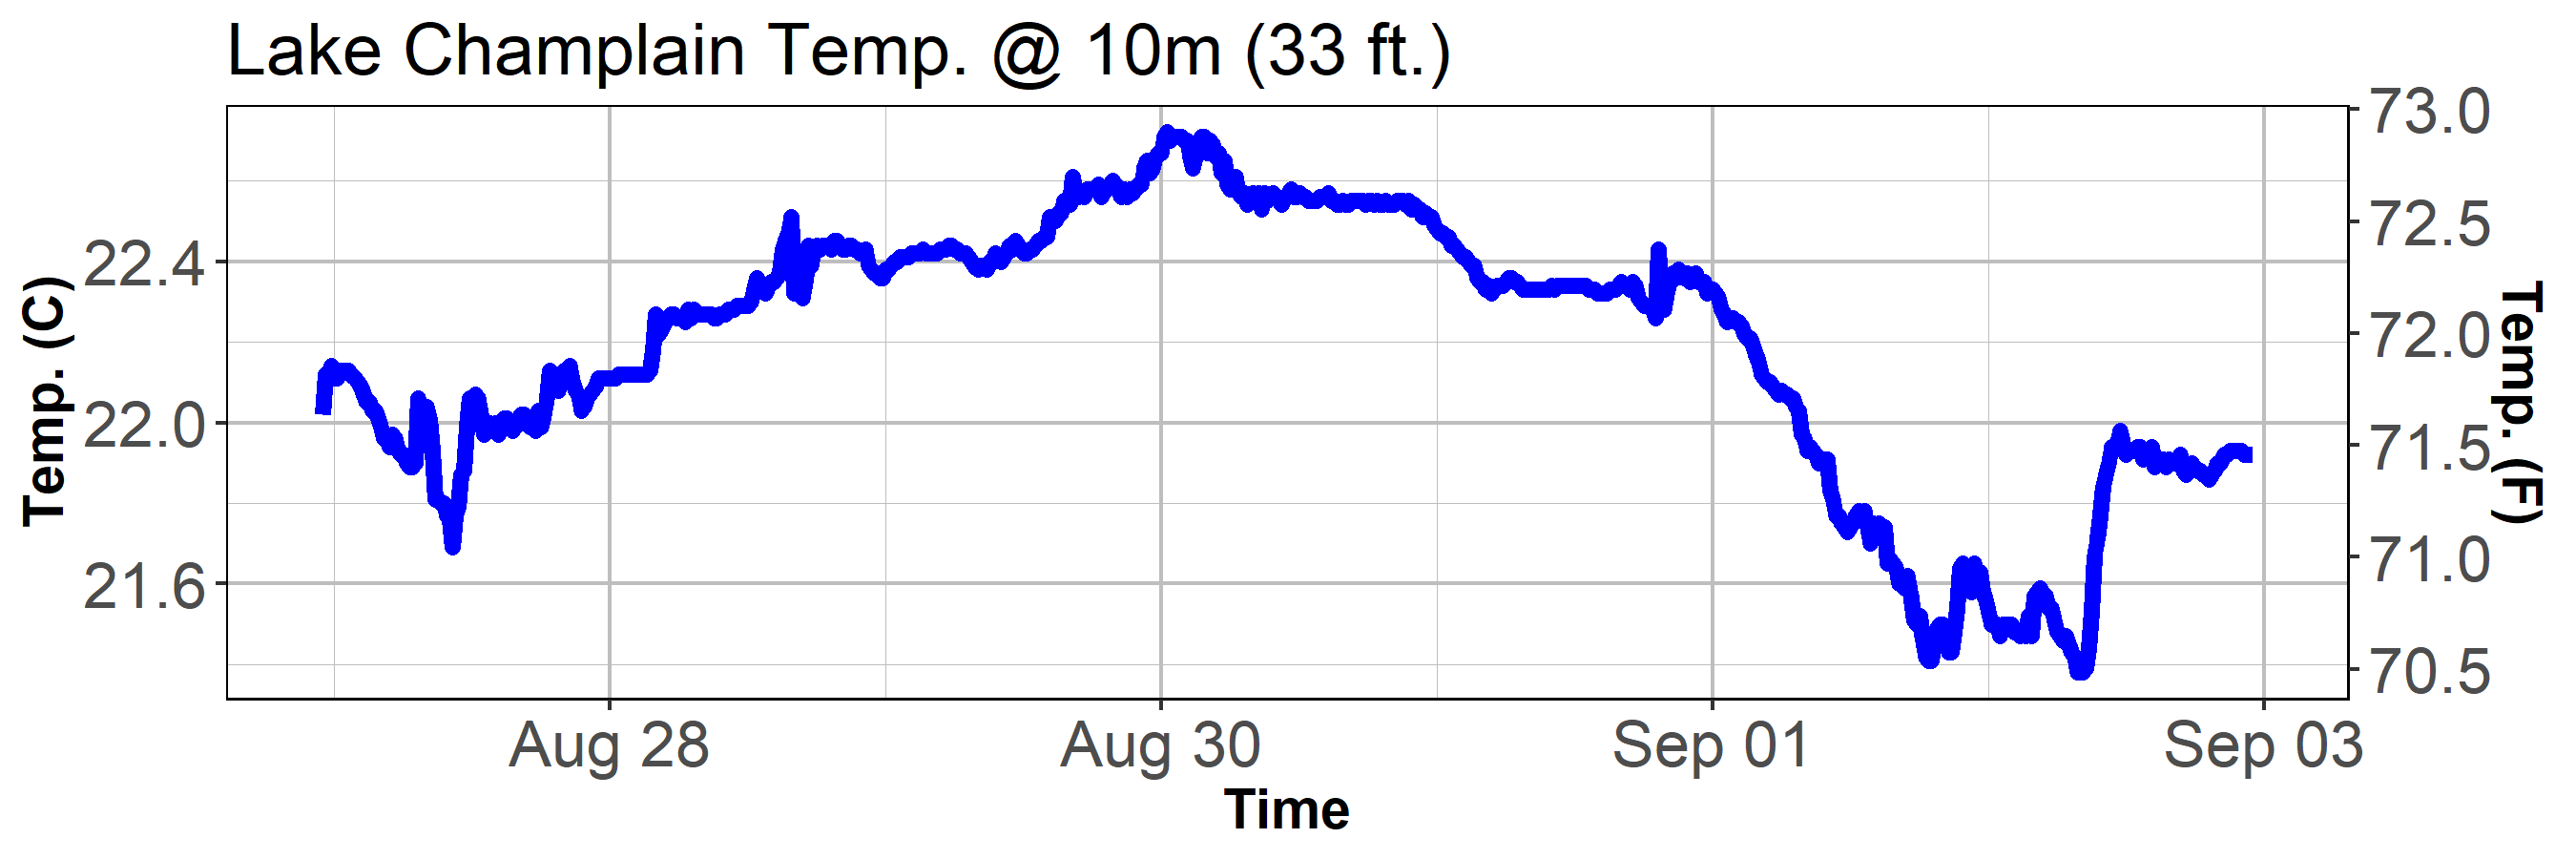 Lake Champlain Temp. @ 10m (33 ft.)
Temp. (C)
22.4
22.0
21.6
73.0
72.5
72.0
71.5
71.0
70.5
Temp. (F)
Aug 28
Aug 30
Sep 01
Sep 03
Time